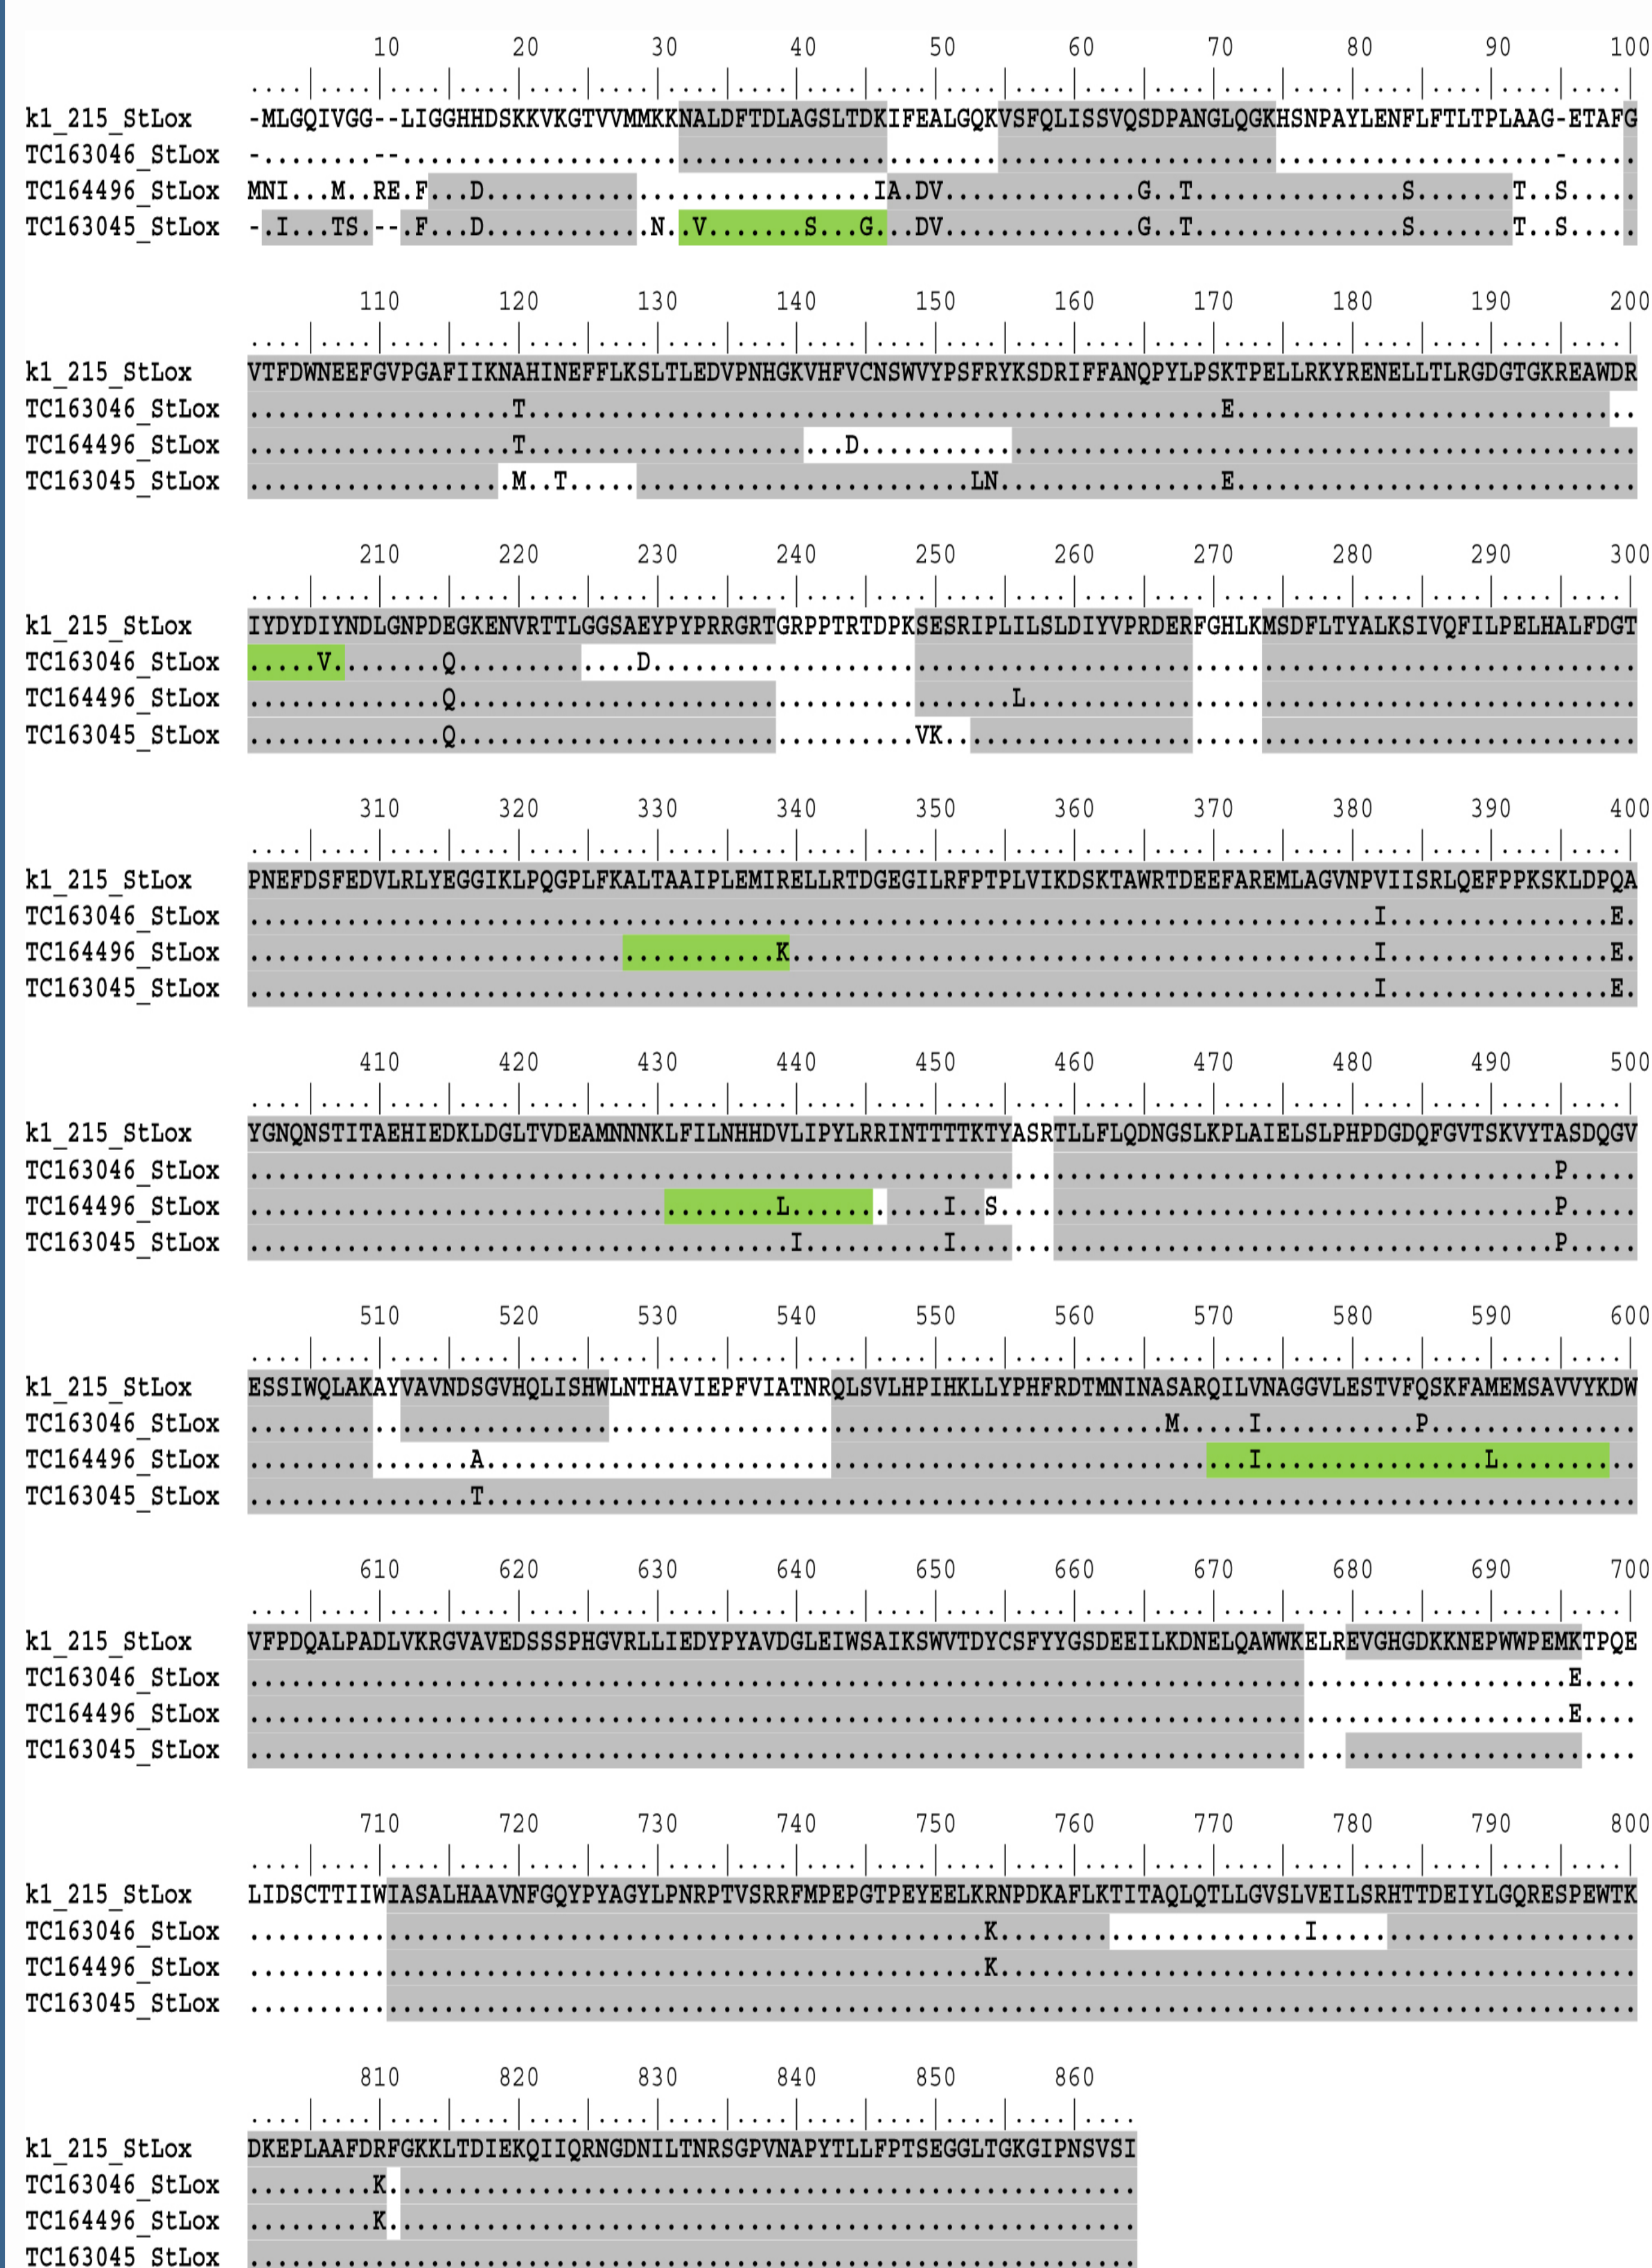 10 20 30 40 50 60 70 80 90 100
....|....|....|....|....|....|....|....|....|....|....|....|....|....|....|....|....|....|....|....|
k1_215_StLox -MLGQIVGG--LIGGHHDSKKVKGTVVMMKKNALDFTDLAGSLTDKIFEALGQKVSFQLISSVQSDPANGLQGKHSNPAYLENFLFTLTPLAAG-ETAFG
TC163046_StLox -........--...................................................................................-.....
TC164496_StLox MNI...M..RE.F...D............................IA.DV..............G..T...............S.......T..S.....
TC163045_StLox -.I...TS.--.F...D............N..V.......S...G...DV..............G..T...............S.......T..S.....
110 120 130 140 150 160 170 180 190 200
....|....|....|....|....|....|....|....|....|....|....|....|....|....|....|....|....|....|....|....|
k1_215_StLox VTFDWNEEFGVPGAFIIKNAHINEFFLKSLTLEDVPNHGKVHFVCNSWVYPSFRYKSDRIFFANQPYLPSKTPELLRKYRENELLTLRGDGTGKREAWDR
TC163046_StLox ...................T..................................................E.............................
TC164496_StLox ...................T.......................D........................................................
TC163045_StLox ...................M..T.............................LN................E.............................
210 220 230 240 250 260 270 280 290 300
....|....|....|....|....|....|....|....|....|....|....|....|....|....|....|....|....|....|....|....|
k1_215_StLox IYDYDIYNDLGNPDEGKENVRTTLGGSAEYPYPRRGRTGRPPTRTDPKSESRIPLILSLDIYVPRDERFGHLKMSDFLTYALKSIVQFILPELHALFDGT
TC163046_StLox .....V........Q.............D.......................................................................
TC164496_StLox ..............Q........................................L............................................
TC163045_StLox ..............Q.................................VK..................................................
310 320 330 340 350 360 370 380 390 400
....|....|....|....|....|....|....|....|....|....|....|....|....|....|....|....|....|....|....|....|
k1_215_StLox PNEFDSFEDVLRLYEGGIKLPQGPLFKALTAAIPLEMIRELLRTDGEGILRFPTPLVIKDSKTAWRTDEEFAREMLAGVNPVIISRLQEFPPKSKLDPQA
TC163046_StLox .................................................................................I................E.
TC164496_StLox ......................................K..........................................I................E.
TC163045_StLox .................................................................................I................E.
410 420 430 440 450 460 470 480 490 500
....|....|....|....|....|....|....|....|....|....|....|....|....|....|....|....|....|....|....|....|
k1_215_StLox YGNQNSTITAEHIEDKLDGLTVDEAMNNNKLFILNHHDVLIPYLRRINTTTTKTYASRTLLFLQDNGSLKPLAIELSLPHPDGDQFGVTSKVYTASDQGV
TC163046_StLox ..............................................................................................P.....
TC164496_StLox ......................................L...........I..S........................................P.....
TC163045_StLox .......................................I..........I...........................................P.....
510 520 530 540 550 560 570 580 590 600
....|....|....|....|....|....|....|....|....|....|....|....|....|....|....|....|....|....|....|....|
k1_215_StLox ESSIWQLAKAYVAVNDSGVHQLISHWLNTHAVIEPFVIATNRQLSVLHPIHKLLYPHFRDTMNINASARQILVNAGGVLESTVFQSKFAMEMSAVVYKDW
TC163046_StLox ..................................................................M.....I...........P...............
TC164496_StLox ................A.......................................................I................L..........
TC163045_StLox ................T...................................................................................
610 620 630 640 650 660 670 680 690 700
....|....|....|....|....|....|....|....|....|....|....|....|....|....|....|....|....|....|....|....|
k1_215_StLox VFPDQALPADLVKRGVAVEDSSSPHGVRLLIEDYPYAVDGLEIWSAIKSWVTDYCSFYYGSDEEILKDNELQAWWKELREVGHGDKKNEPWWPEMKTPQE
TC163046_StLox ...............................................................................................E....
TC164496_StLox ...............................................................................................E....
TC163045_StLox ....................................................................................................
710 720 730 740 750 760 770 780 790 800
....|....|....|....|....|....|....|....|....|....|....|....|....|....|....|....|....|....|....|....|
k1_215_StLox LIDSCTTIIWIASALHAAVNFGQYPYAGYLPNRPTVSRRFMPEPGTPEYEELKRNPDKAFLKTITAQLQTLLGVSLVEILSRHTTDEIYLGQRESPEWTK
TC163046_StLox .....................................................K......................I.......................
TC164496_StLox .....................................................K..............................................
TC163045_StLox ....................................................................................................
810 820 830 840 850 860
....|....|....|....|....|....|....|....|....|....|....|....|....
k1_215_StLox DKEPLAAFDRFGKKLTDIEKQIIQRNGDNILTNRSGPVNAPYTLLFPTSEGGLTGKGIPNSVSI
TC163046_StLox .........K......................................................
TC164496_StLox .........K......................................................
TC163045_StLox ................................................................